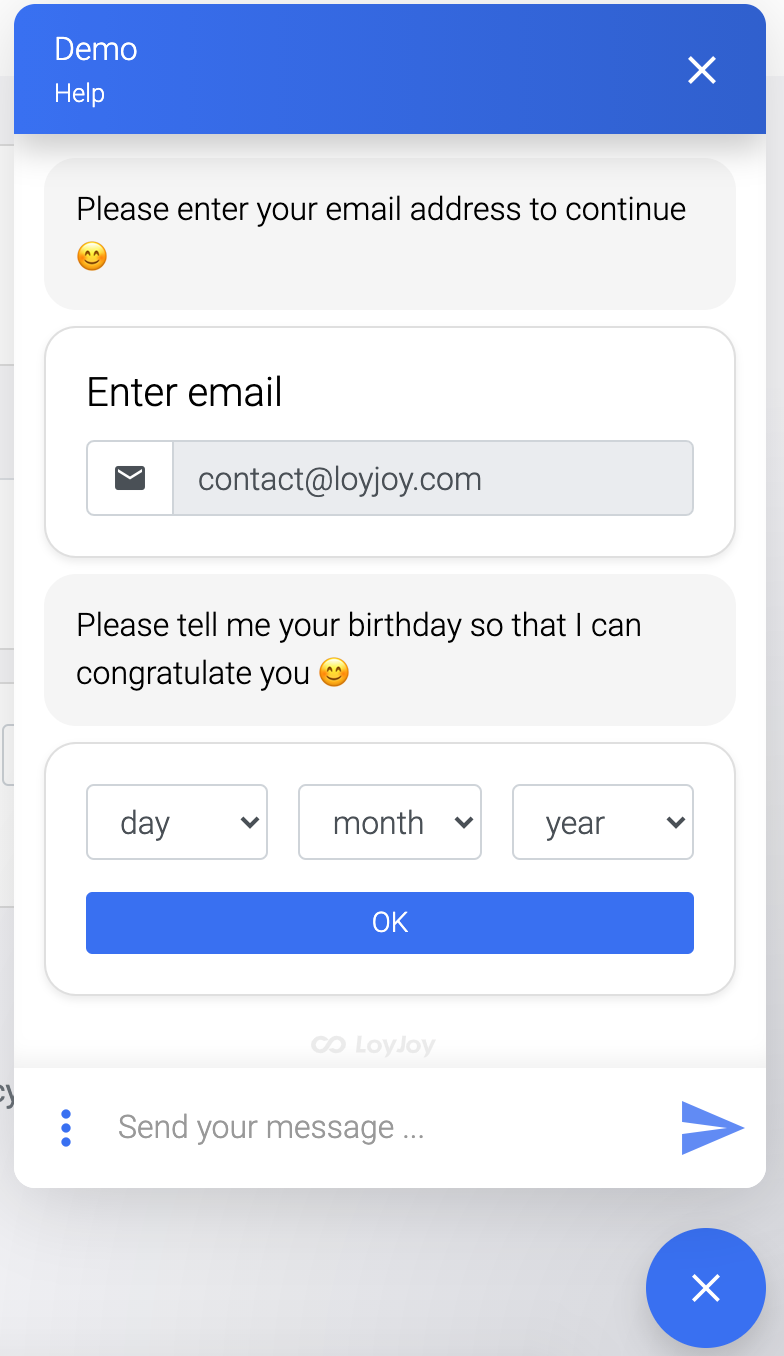 Demo
Help
Please enter your email address to continue
😊
Enter email
contact@loyjoy.com
Please tell me your birthday so that I can
congratulate you 😊
day month year
OK
LoyJoy
cy
Send your message ...